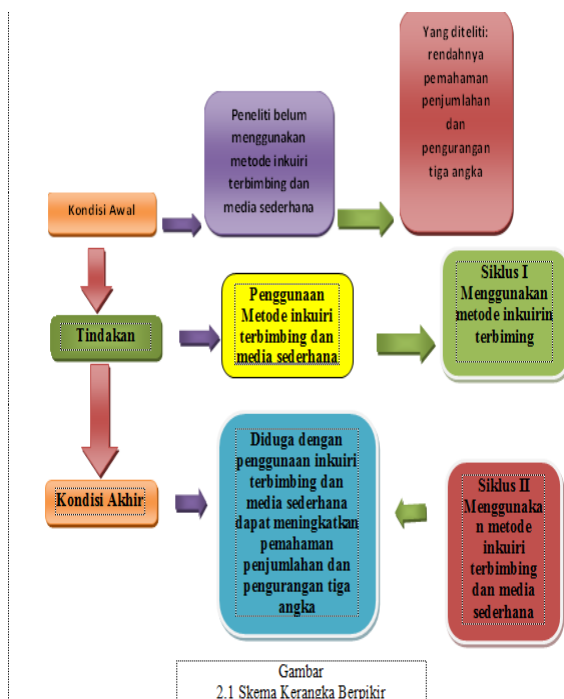 Kondisi Awal
Peneliti belum
menggunakan
metode inkuiri
terbimbing dan
media sederhana
Yang diteliti:
rendahnya
pemahaman
penjumlahan
dan
pengurangan
tiga angka
Tindakan
Penggunaan
Metode inkuiri
terbimbing dan
media sederhana
Siklus I
Menggunakan
metode inkuirin
terbiming
Kondisi Akhir
Diduga dengan
penggunaan inkuiri
terbimbing dan
media sederhana
dapat meningkatkan
pemahaman
penjumlahan dan
pengurangan tiga
angka
Siklus II
Menggunaka
n metode
inkuiri
terbimbing
dan media
sederhana
Gambar
2.1 Skema Kerangka Berpikir